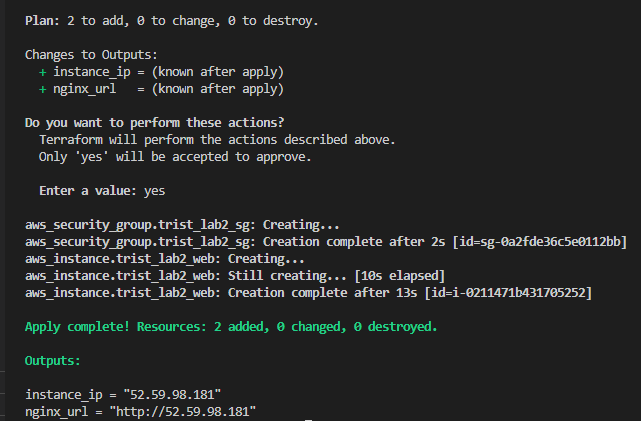 Plan: 2 to add, 0 to change, 0 to destroy.
Changes to Outputs:
+ instance_ip = (known after apply)
+ nginx_url = (known after apply)
Do you want to perform these actions?
Terraform will perform the actions described above.
Only 'yes' will be accepted to approve.
Enter a value: yes
aws_security_group.trist_lab2_sg: Creating...
aws_security_group.trist_lab2_sg: Creation complete after 2s [id=sg-0a2fde36c5e0112bb]
aws_instance.trist_lab2_web: Creating...
aws_instance.trist_lab2_web: Still creating... [10s elapsed]
aws_instance.trist_lab2_web: Creation complete after 13s [id=i-0211471b431705252]
Apply complete! Resources: 2 added, 0 changed, 0 destroyed.
Outputs:
instance_ip = "52.59.98.181"
nginx_url = "http://52.59.98.181"